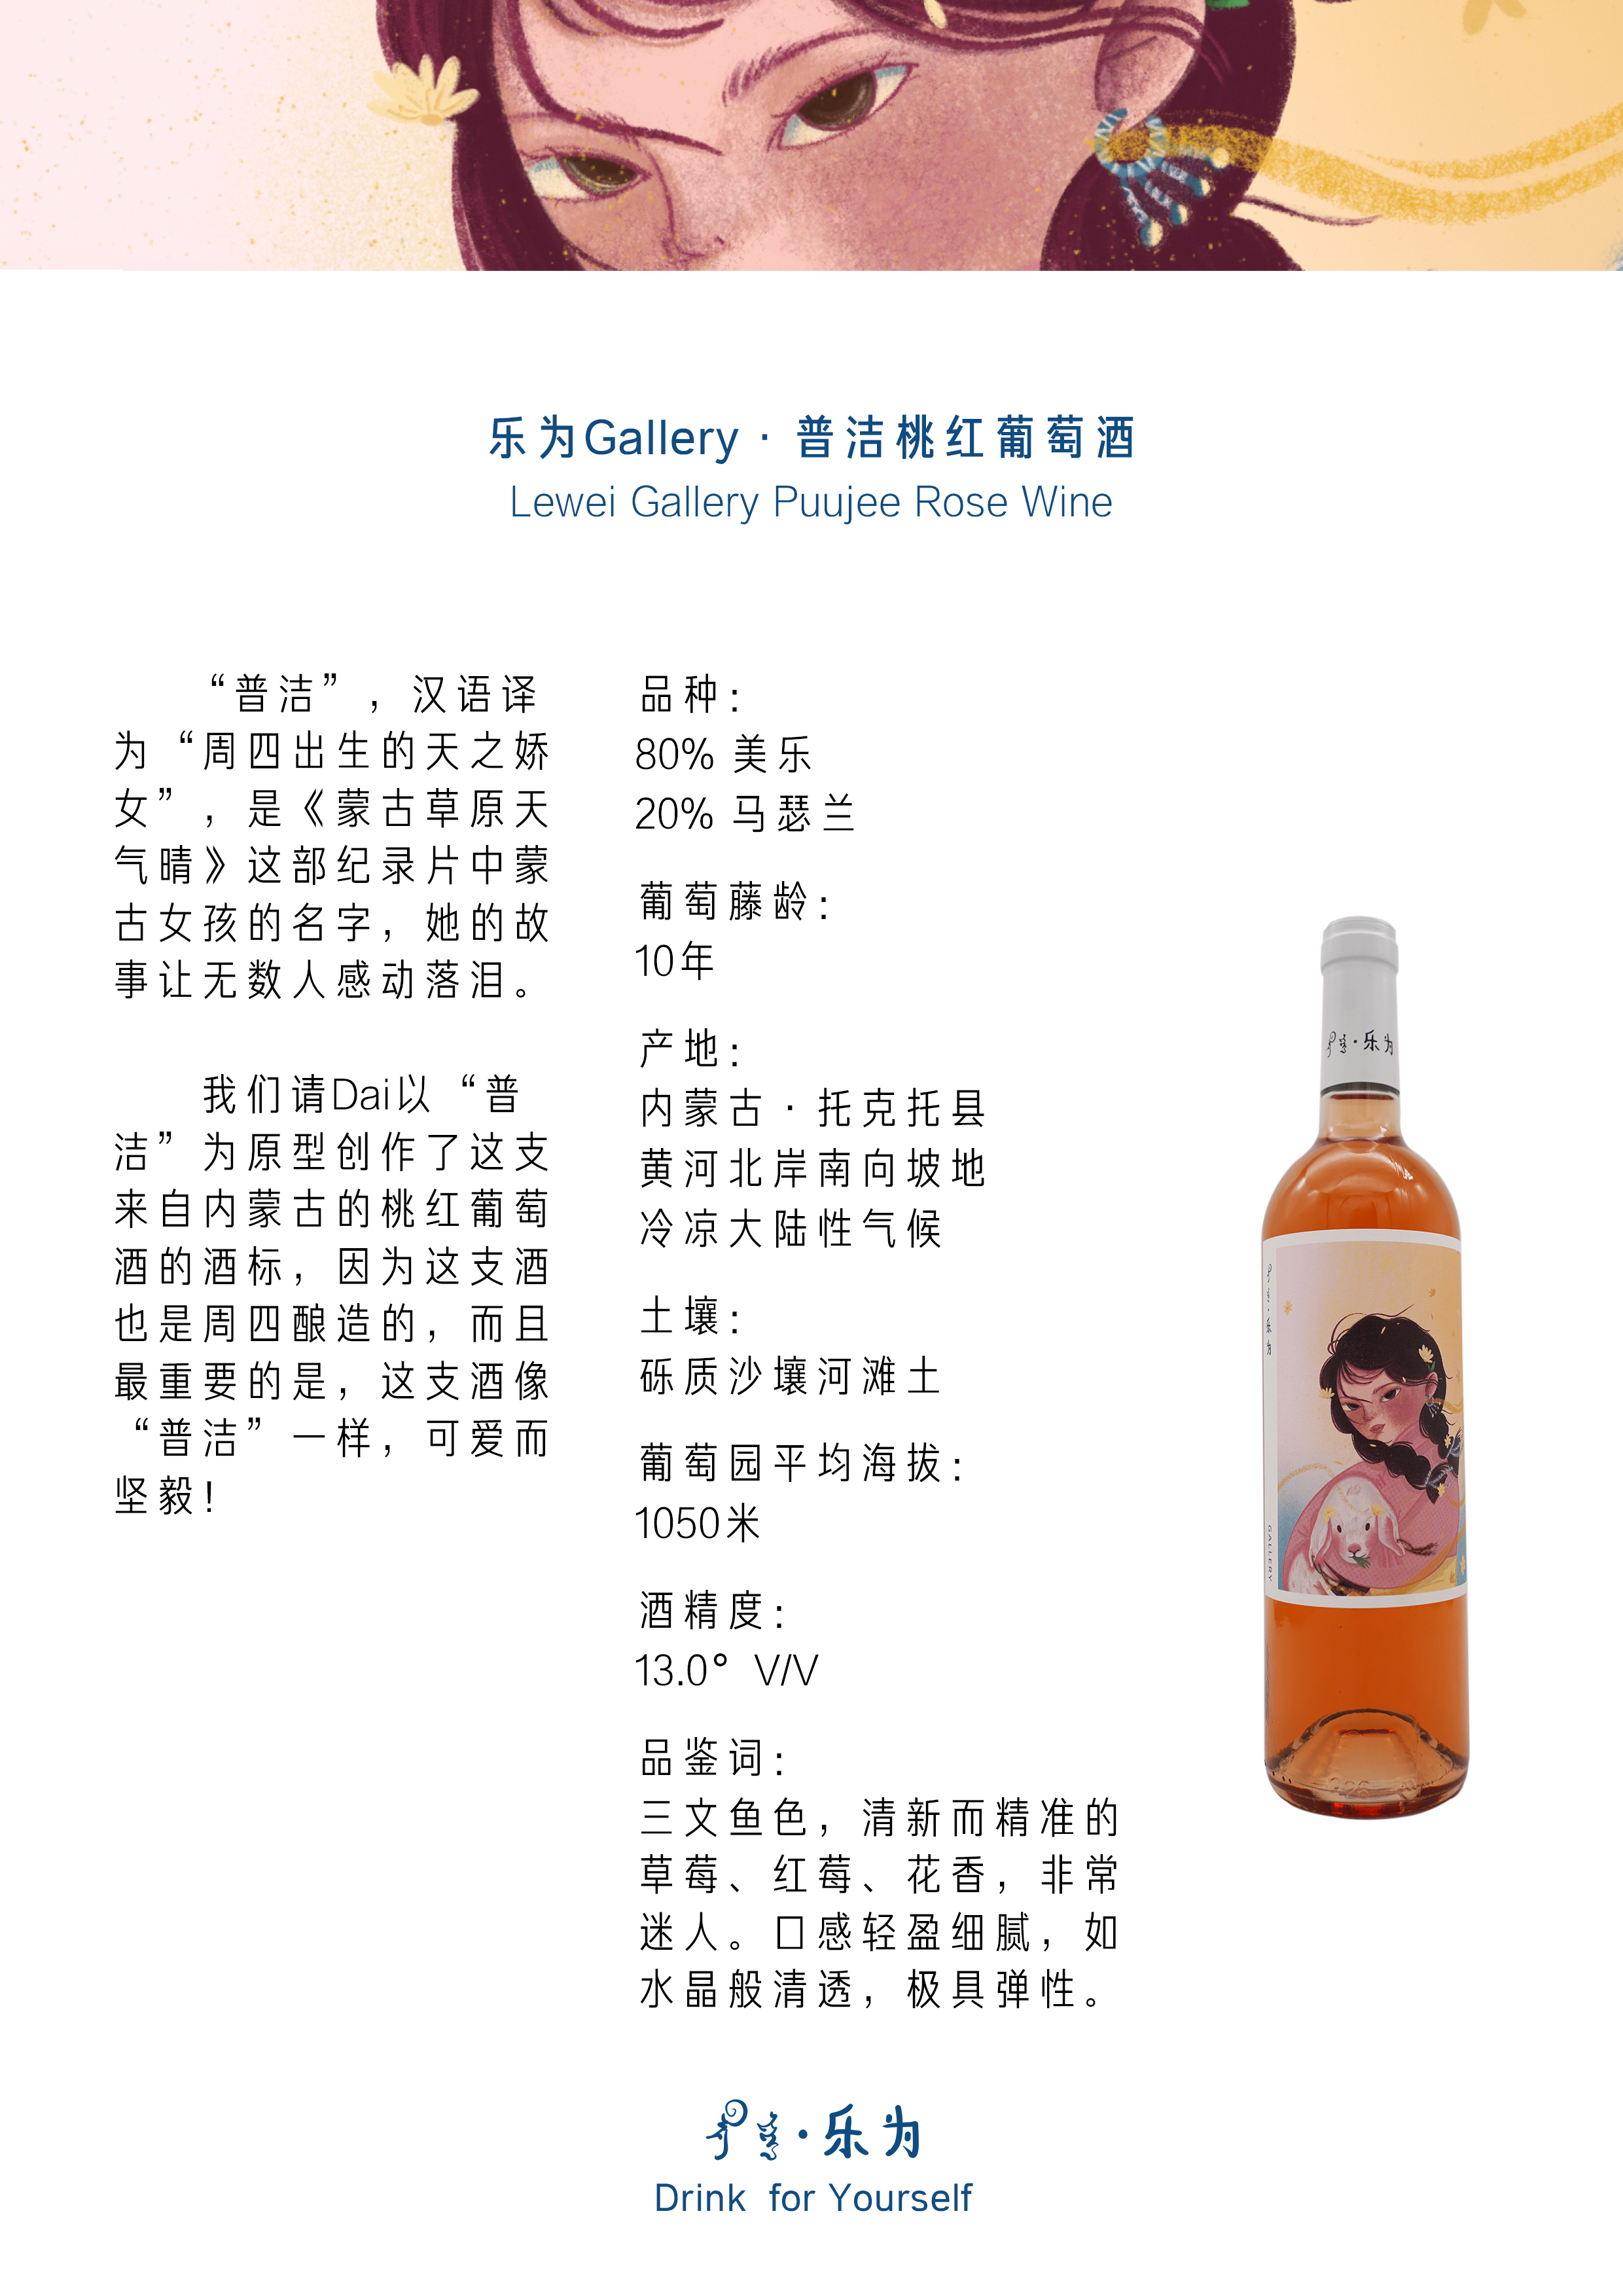 乐为Gallery · 普洁桃红葡萄酒
Lewei Gallery Puujee Rose Wine
“普洁”，汉语译
为“周四出生的天之娇
女”，是《蒙古草原天
气晴》这部纪录片中蒙
古女孩的名字，她的故
事让无数人感动落泪。
我们请Dai以“普
洁”为原型创作了这支
来自内蒙古的桃红葡萄
酒的酒标，因为这支酒
也是周四酿造的，而且
最重要的是，这支酒像
“普洁”一样，可爱而
坚毅！
品种：
80% 美乐
20% 马瑟兰
葡萄藤龄：
10年
产地：
内蒙古·托克托县
黄河北岸南向坡地
冷凉大陆性气候
土壤：
砾质沙壤河滩土
葡萄园平均海拔：
1050米
酒精度：
13.0° V/V
品鉴词：
三文鱼色，清新而精准的
草莓、红莓、花香，非常
迷人。口感轻盈细腻，如
水晶般清透，极具弹性。
·乐为
·乐为
GALLERY
·乐为
Drink for Yourself